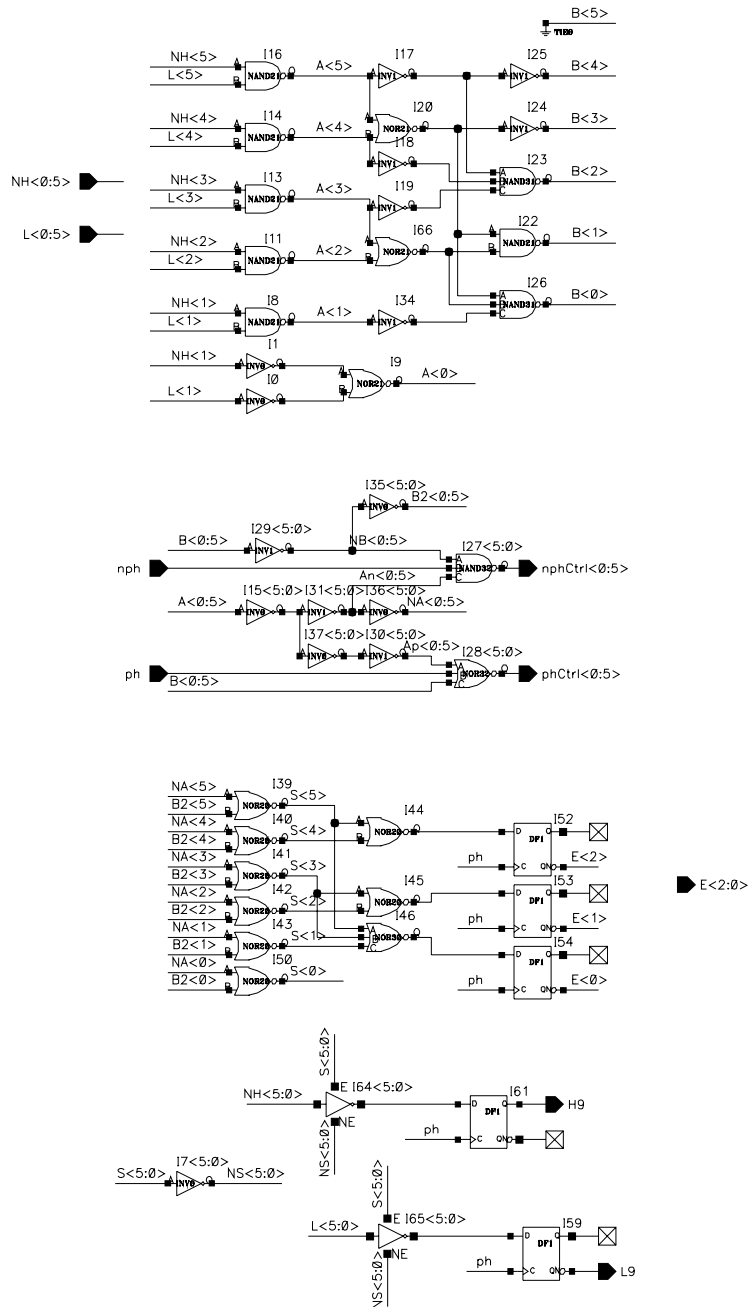 B<5>
TIE0
NH<5> A I16 A<5> A I17 O I25 B<4>
L<5> B NAND21 O INV1 A INV1 O
NH<4> A I14 A<4> A I20 I24 B<3>
L<4> B NAND21 O NOR21 O A INV1 O
I18
INV1 O I23
NH<0:5> NH<3> A I13 A<3> I19 A NAND31 O B<2>
L<3> B NAND21 O A INV1 O C
L<0:5> NH<2> A I11 A<2> A I66 A I22 B<1>
L<2> B NAND21 O NOR21 O B NAND21 O
I26
NH<1> A I8 A<1> I34 A NAND31 O B<0>
L<1> B NAND21 O A INV1 O C
NH<1> I1
A INV0 O A I9 A<0>
L<1> I0 B NOR21 O
A INV0 O
I35<5:0>
A INV0 O B2<0:5>
B<0:5> I29<5:0> NB<0:5> I27<5:0>
A INV1 O A
nph NAND32 O nphCtrl<0:5>
An<0:5> C
A<0:5> I15<5:0> I31<5:0> I36<5:0> NA<0:5>
A INV0 O A INV1 O A INV0 O
I37<5:0> I30<5:0> Ap<0:5> I28<5:0>
A INV0 O A INV1 O A
ph NOR32 O phCtrl<0:5>
B<0:5> C
NA<5> A I39 S<5>
B2<5> B NOR20 O I44 I52
NA<4> A I40 S<4> A NOR20 O D DF1 Q
B2<4> B NOR20 O B
NA<3> A I41 S<3> ph C QN E<2>
B2<3> B NOR20 O I45 I53
NA<2> A I42 S<2> A NOR20 O D DF1 Q E<2:0>
B2<2> B NOR20 O B
NA<1> A I43 S<1> I46 ph C QN E<1>
B2<1> B NOR20 O A B C NOR30 O I54
NA<0> A I50 S<0> D DF1 Q
B2<0> B NOR20 O ph C QN E<0>
S<5:0>
NH<5:0> E I64<5:0> I61
D DF1 Q H9
NE ph C QN
NS<5:0>
S<5:0> I7<5:0> NS<5:0>
A INV0 O S<5:0>
L<5:0> E I65<5:0> I59
D DF1 Q
NE ph C QN L9
NS<5:0>